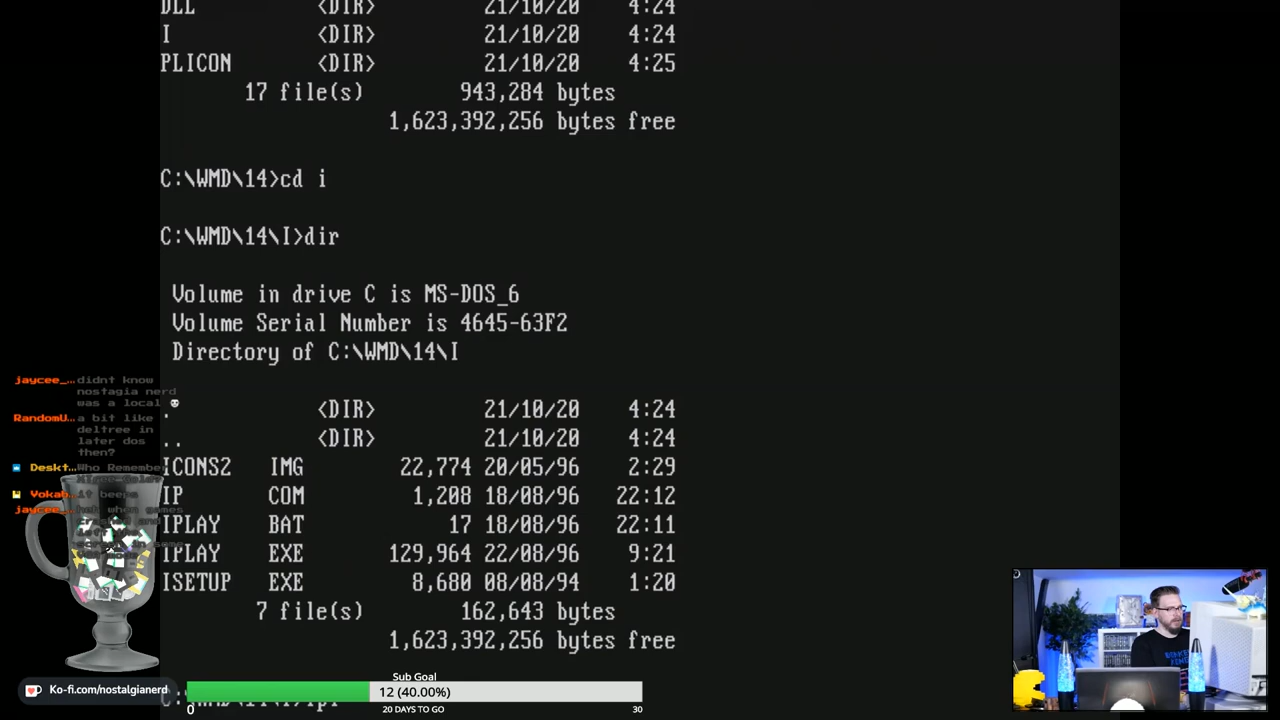 DLL <DIR> 21/10/20 4:24
I <DIR> 21/10/20 4:24
PLICON <DIR> 21/10/20 4:25
17 file(s) 943,284 bytes
1,623,392,256 bytes free
C:\WMD\14>cd i
C:\WMD\14\I>dir
Volume in drive C is MS-DOS_6
Volume Serial Number is 4645-63F2
Directory of C:\WMD\14\I
. <DIR> 21/10/20 4:24
.. <DIR> 21/10/20 4:24
ICONS2 IMG 22,774 20/05/96 2:29
IP COM 1,208 18/08/96 22:12
IPLAY BAT 17 18/08/96 22:11
IPLAY EXE 129,964 22/08/96 9:21
ISETUP EXE 8,680 08/08/94 1:20
7 file(s) 162,643 bytes
1,623,392,256 bytes free
jaycee_… didnt know
nostagia nerd
was a local
RandomU… a bit like
deltree in
later dos
then?
Deskt… Who Remember
Vokab… it beeps
jaycee_… when games
Ko-fi.com/nostalgianerd
Sub Goal
12 (40.00%)
0 20 DAYS TO GO 30